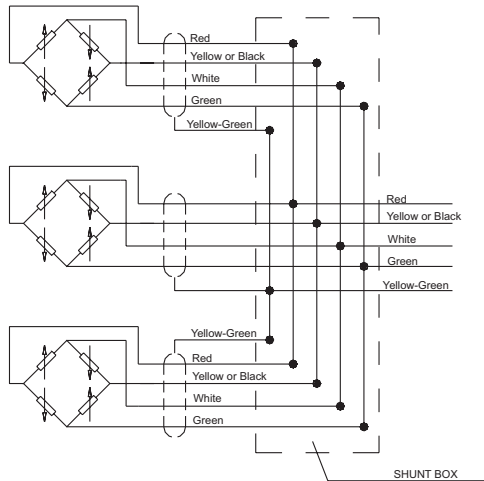 Red
Yellow or Black
White
Green
Yellow-Green
Red
Yellow or Black
White
Green
Yellow-Green
Yellow-Green
Red
Yellow or Black
White
Green
SHUNT BOX